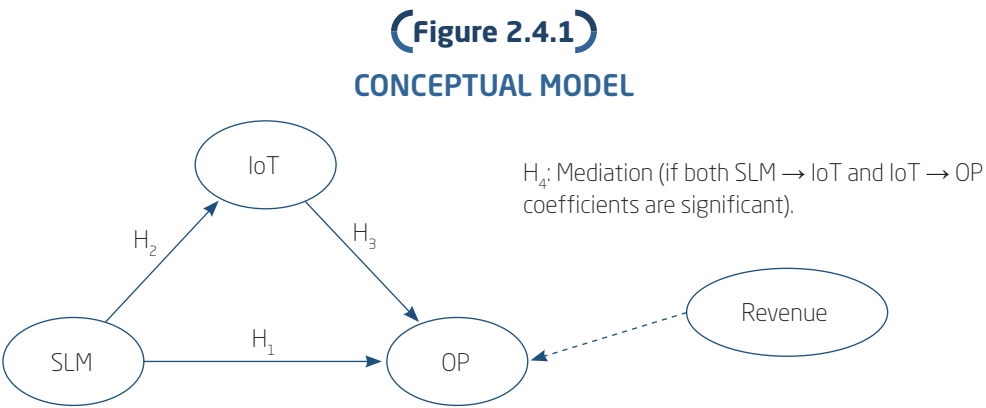 Figure 2.4.1
CONCEPTUAL MODEL
IoT
H₄: Mediation (if both SLM → IoT and IoT → OP
coefficients are significant).
H₂
H₃
Revenue
H₁
SLM
OP